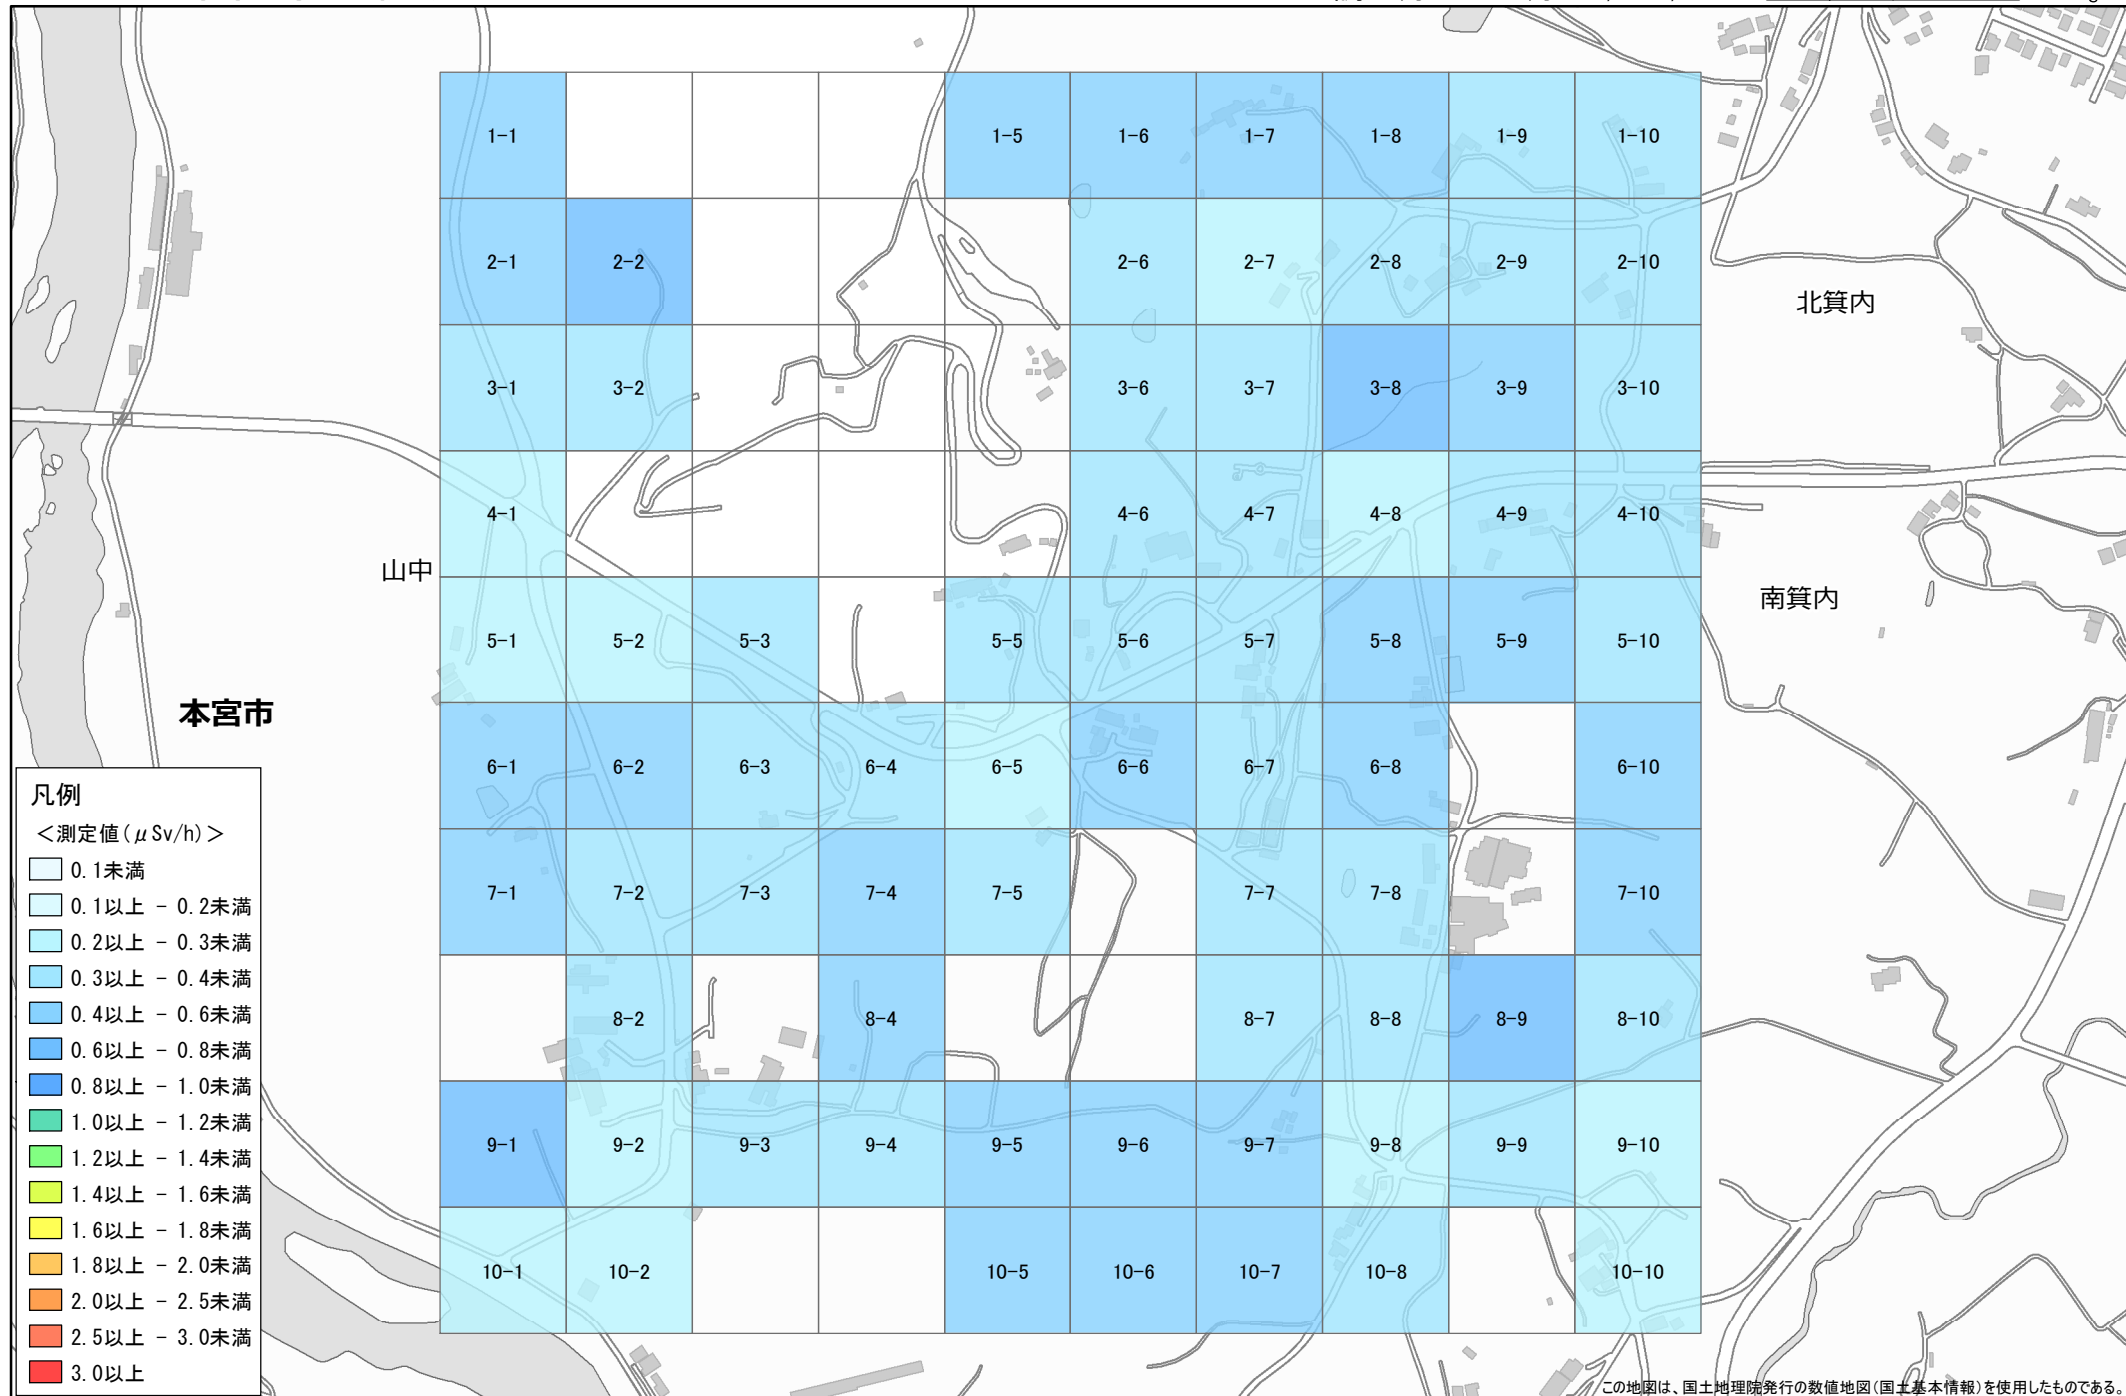 1-1 1-5 1-6 1-7 1-8 1-9 1-10
2-1 2-2 2-6 2-7 2-8 2-9 2-10
北箕内
3-1 3-2 3-6 3-7 3-8 3-9 3-10
4-1 4-6 4-7 4-8 4-9 4-10
山中
南箕内
5-1 5-2 5-3 5-5 5-6 5-7 5-8 5-9 5-10
本宮市
6-1 6-2 6-3 6-4 6-5 6-6 6-7 6-8 6-10
7-1 7-2 7-3 7-4 7-5 7-7 7-8 7-10
8-2 8-4 8-7 8-8 8-9 8-10
9-1 9-2 9-3 9-4 9-5 9-6 9-7 9-8 9-9 9-10
10-1 10-2 10-5 10-6 10-7 10-8 10-10
凡例
＜測定値(μSv/h)＞
0.1未満
0.1以上 － 0.2未満
0.2以上 － 0.3未満
0.3以上 － 0.4未満
0.4以上 － 0.6未満
0.6以上 － 0.8未満
0.8以上 － 1.0未満
1.0以上 － 1.2未満
1.2以上 － 1.4未満
1.4以上 － 1.6未満
1.6以上 － 1.8未満
1.8以上 － 2.0未満
2.0以上 － 2.5未満
2.5以上 － 3.0未満
3.0以上
この地図は、国土地理院発行の数値地図(国土基本情報)を使用したものである。